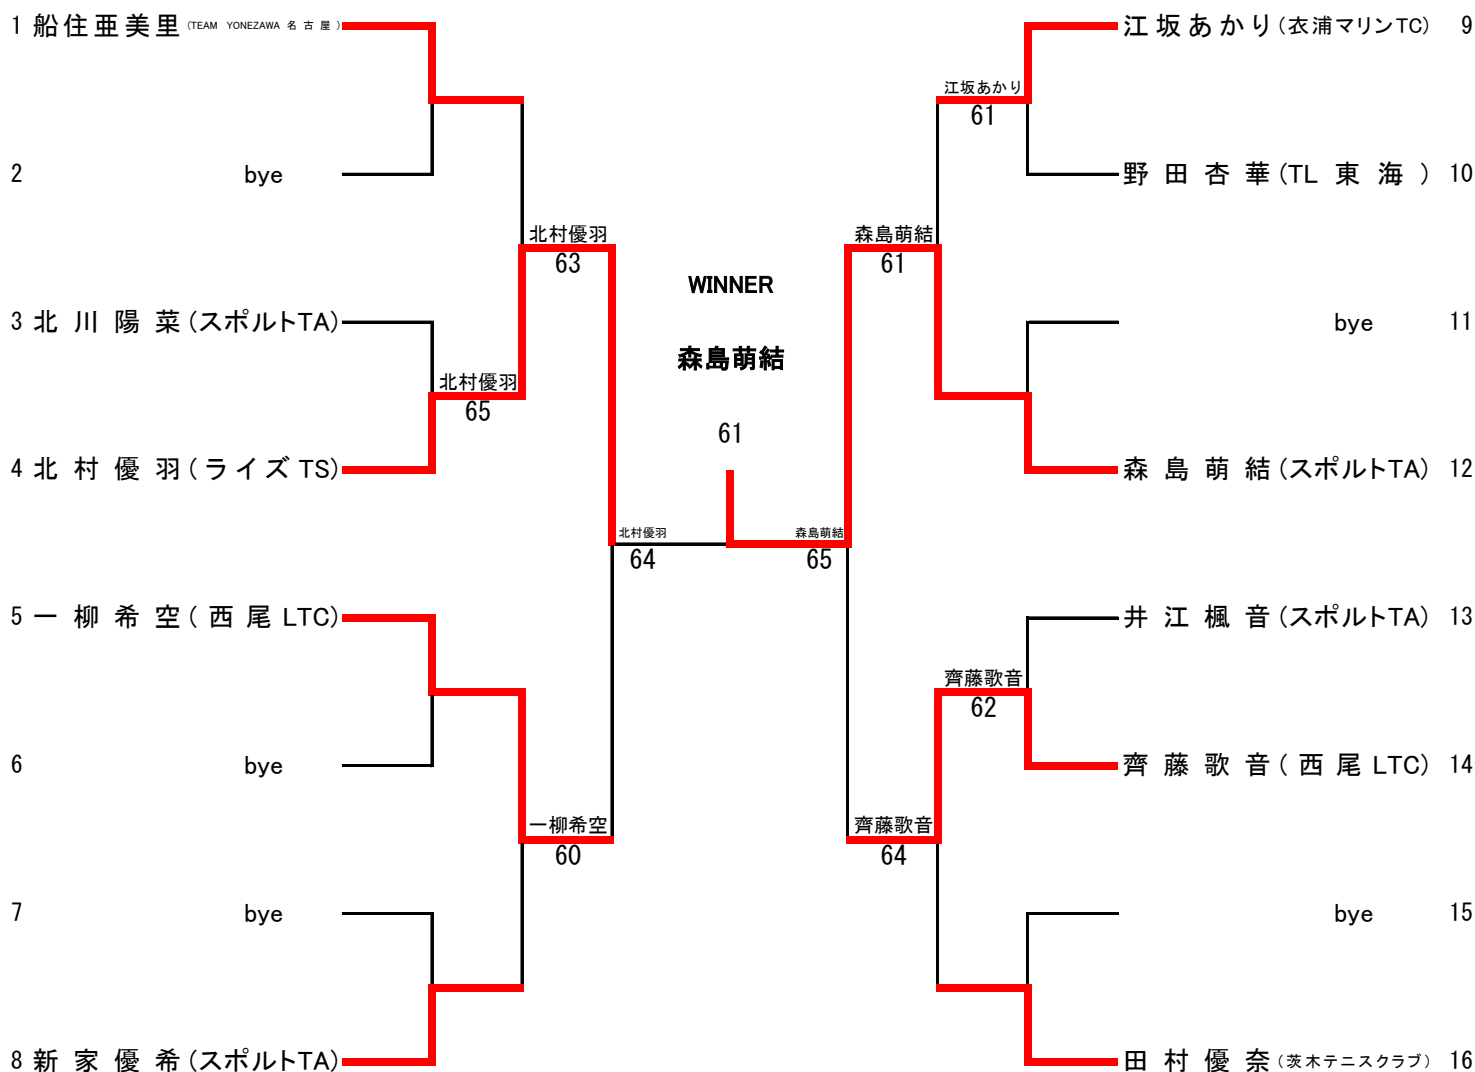 1 船住亜美里 (TEAM YONEZAWA 名古屋)
2 bye
3 北川陽菜 (スポルトTA)
北村優羽
65
4 北村優羽 (ライズTS)
北村優羽
63
5 一柳希空 (西尾LTC)
6 bye
7 bye
8 新家優希 (スポルトTA)
一柳希空
60
北村優羽
64
WINNER
森島萌結
61
森島萌結
65
森島萌結
61
江坂あかり
61
江坂あかり (衣浦マリンTC) 9
野田杏華 (TL東海) 10
bye 11
森島萌結 (スポルトTA) 12
井江楓音 (スポルトTA) 13
齊藤歌音
62
齊藤歌音 (西尾LTC) 14
齊藤歌音
64
bye 15
田村優奈 (茨木テニスクラブ) 16